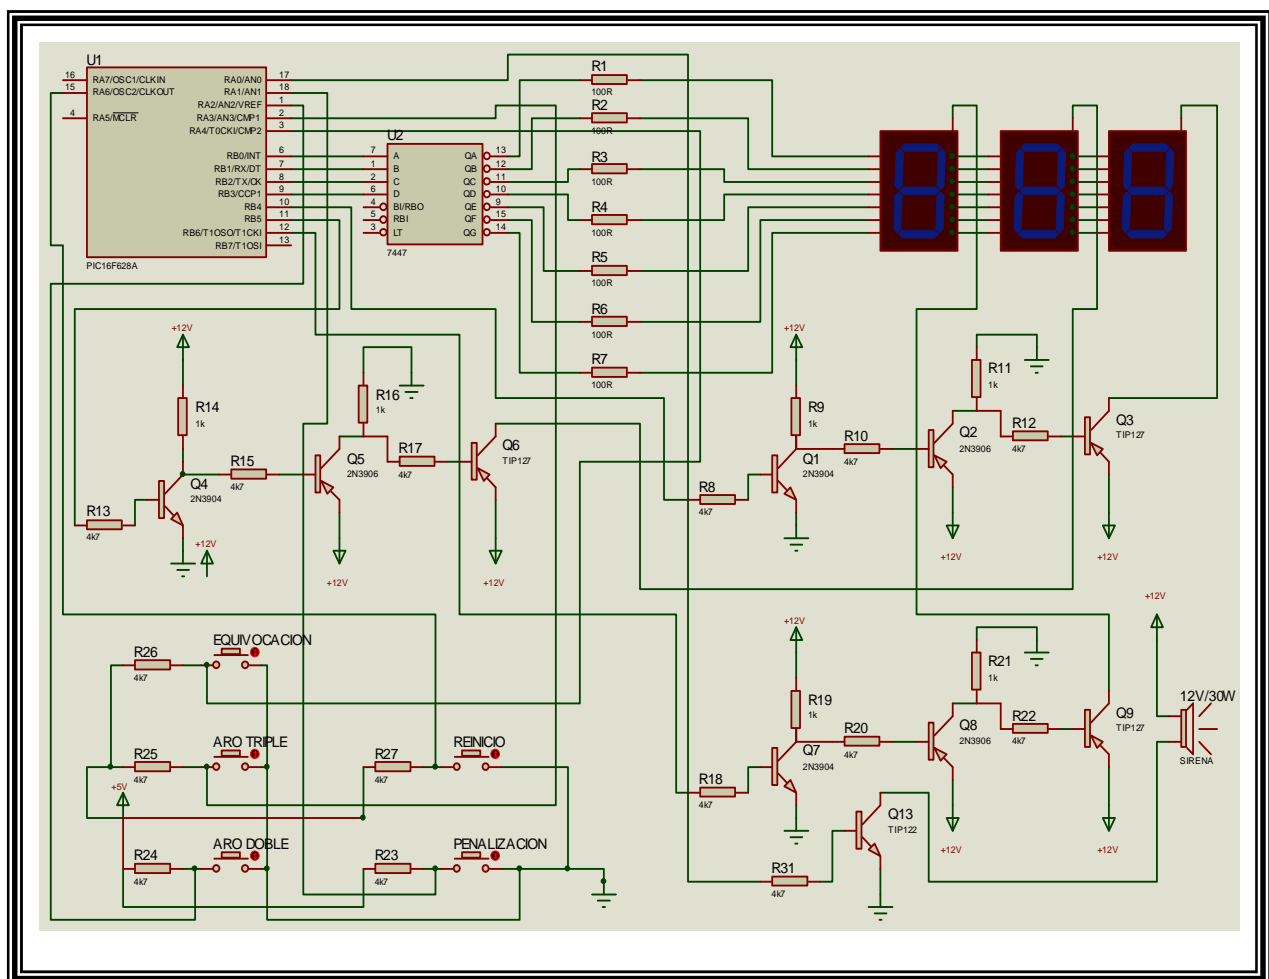 U1
16 RA7/OSC1/CLKIN RA0/AN0 17
15 RA6/OSC2/CLKOUT RA1/AN1 18
RA2/AN2/VREF 1
4 RA5/MCLR RA3/AN3/CMP1 2
RA4/T0CKI/CMP2 3
RB0/INT 6
RB1/RX/DT 7
RB2/TX/CK 8
RB3/CCP1 9
RB4 10
RB5 11
RB6/T1OSO/T1CKI 12
RB7/T1OSI 13
PIC16F628A
U2
7 A QA 13
1 B QB 12
2 C QC 11
6 D QD 10
4 BI/RBO QE 9
5 RBI QF 15
3 LT QG 14
7447
R1
100R
R2
100R
R3
100R
R4
100R
R5
100R
R6
100R
R7
100R
+12V
R14
1k
R15
4k7
R13
4k7
Q4
2N3904
+12V
R16
1k
R17
4k7
Q5
2N3906
+12V
Q6
TIP127
+12V
+12V
R9
1k
R10
4k7
R8
4k7
Q1
2N3904
R11
1k
R12
4k7
Q2
2N3906
+12V
Q3
TIP127
+12V
EQUIVOCACION
R26
4k7
ARO TRIPLE
R25
4k7
+5V
ARO DOBLE
R24
4k7
REINICIO
R27
4k7
PENALIZACION
R23
4k7
+12V
R19
1k
R20
4k7
R18
4k7
Q7
2N3904
R21
1k
R22
4k7
Q8
2N3906
+12V
Q9
TIP127
+12V
Q13
TIP122
R31
4k7
+12V
12V/30W
SIRENA